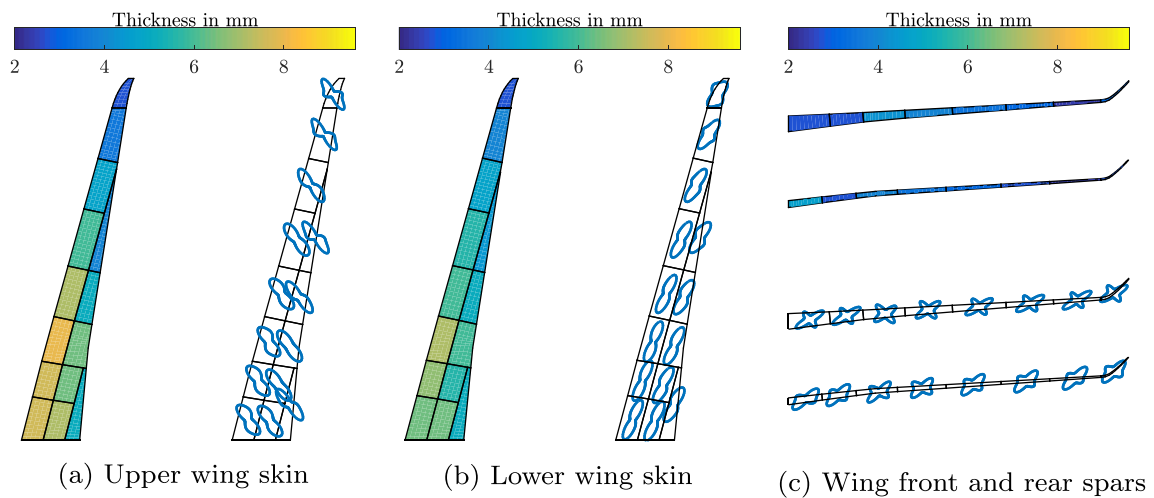 Thickness in mm
2 4 6 8
(a) Upper wing skin
Thickness in mm
2 4 6 8
(b) Lower wing skin
Thickness in mm
2 4 6 8
(c) Wing front and rear spars